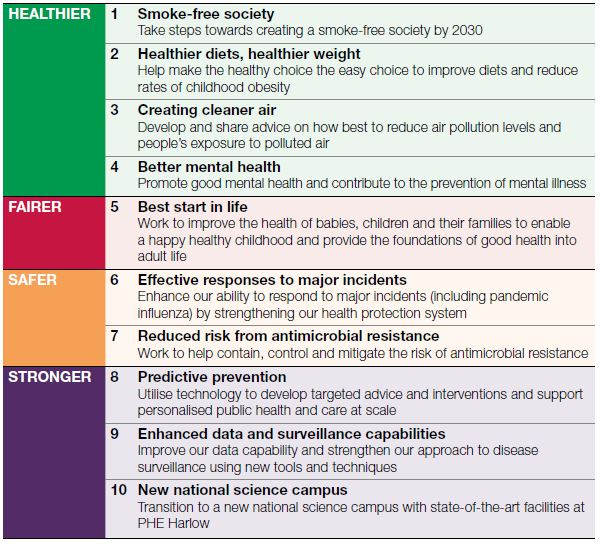 HEALTHIER
1 Smoke-free society
Take steps towards creating a smoke-free society by 2030
2 Healthier diets, healthier weight
Help make the healthy choice the easy choice to improve diets and reduce
rates of childhood obesity
3 Creating cleaner air
Develop and share advice on how best to reduce air pollution levels and
people's exposure to polluted air
4 Better mental health
Promote good mental health and contribute to the prevention of mental illness
FAIRER
5 Best start in life
Work to improve the health of babies, children and their families to enable
a happy healthy childhood and provide the foundations of good health into
adult life
SAFER
6 Effective responses to major incidents
Enhance our ability to respond to major incidents (including pandemic
influenza) by strengthening our health protection system
7 Reduced risk from antimicrobial resistance
Work to help contain, control and mitigate the risk of antimicrobial resistance
STRONGER
8 Predictive prevention
Utilise technology to develop targeted advice and interventions and support
personalised public health and care at scale
9 Enhanced data and surveillance capabilities
Improve our data capability and strengthen our approach to disease
surveillance using new tools and techniques
10 New national science campus
Transition to a new national science campus with state-of-the-art facilities at
PHE Harlow